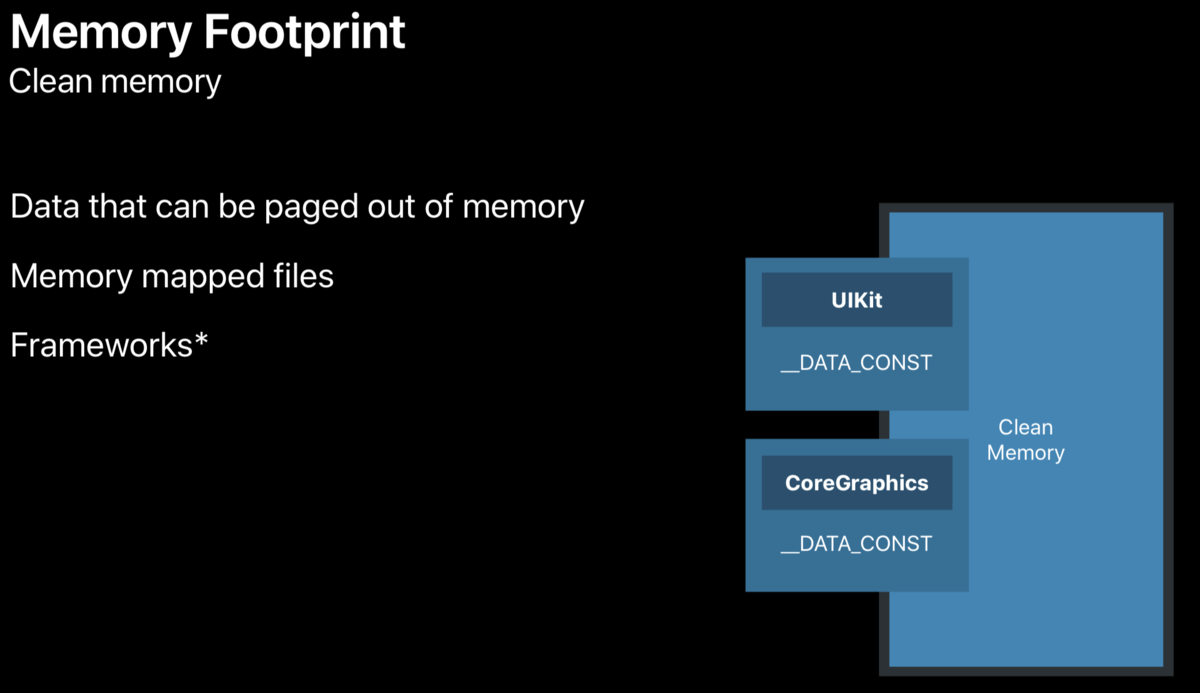 Memory Footprint
Clean memory
Data that can be paged out of memory
Memory mapped files
Frameworks*
UIKit
__DATA_CONST
CoreGraphics
__DATA_CONST
Clean
Memory